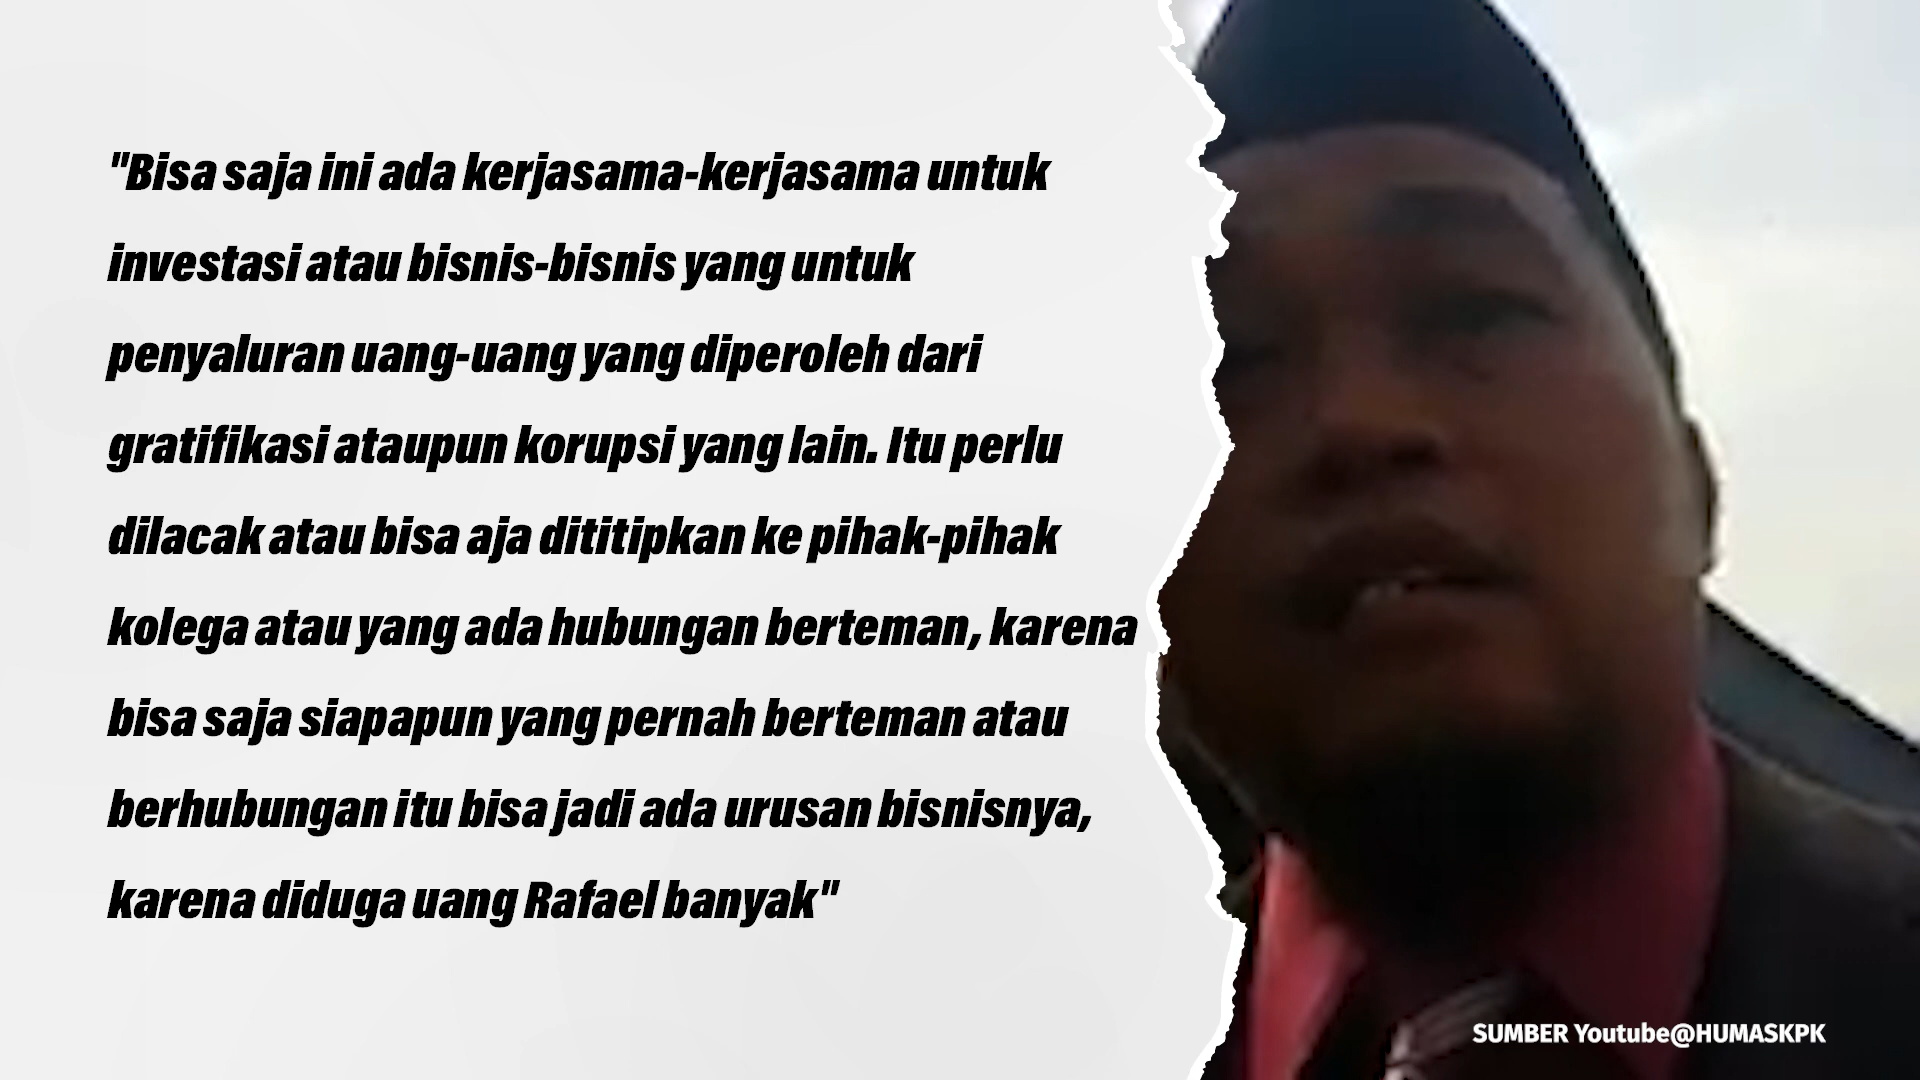 "Bisa saja ini ada kerjasama-kerjasama untuk
investasi atau bisnis-bisnis yang untuk
penyaluran uang-uang yang diperoleh dari
gratifikasi ataupun korupsi yang lain. Itu perlu
dilacak atau bisa aja dititipkan ke pihak-pihak
kolega atau yang ada hubungan berteman, karena
bisa saja siapapun yang pernah berteman atau
berhubungan itu bisa jadi ada urusan bisnisnya,
karena diduga uang Rafael banyak"
SUMBER Youtube@HUMASKPK